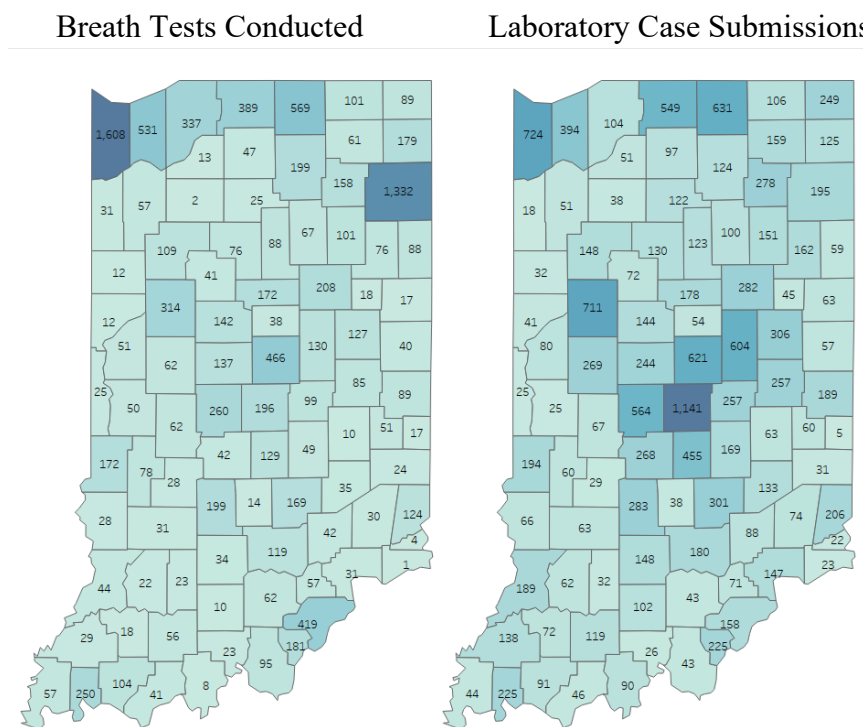 Breath Tests Conducted
1,608 531 337 389 569 101 89
13 47 61 179
199 158 1,332
31 57 2 25
109 76 88 67 101 76 88
12 41
172 208 18 17
12 314 142 38 127
51 62 137 466 130 40
25 85 89
50 260 196 99
62 10 51 17
172 78 42 129 49 24
28 35
28 199 14 169 30 124
31 42 4
34 119 1
44 22 23 57 31
10 62
29 18 56 419
23 181
57 250 104 41 8 95
Laboratory Case Submissions
724 394 104 549 631 106 249
51 97 159 125
124 278 195
18 51 38 122
148 130 123 100 151 162 59
32 72
178 282 45 63
41 711 144 54 306
80 269 244 621 604 57
25 257 189
25 564 1,141 257
67 63 60 5
194 60 268 455 169 31
29 133
66 283 38 301 74 206
63 88 22
148 180 23
189 62 32 71 147
102 43
138 72 119 158
26 225
44 225 91 46 90 43